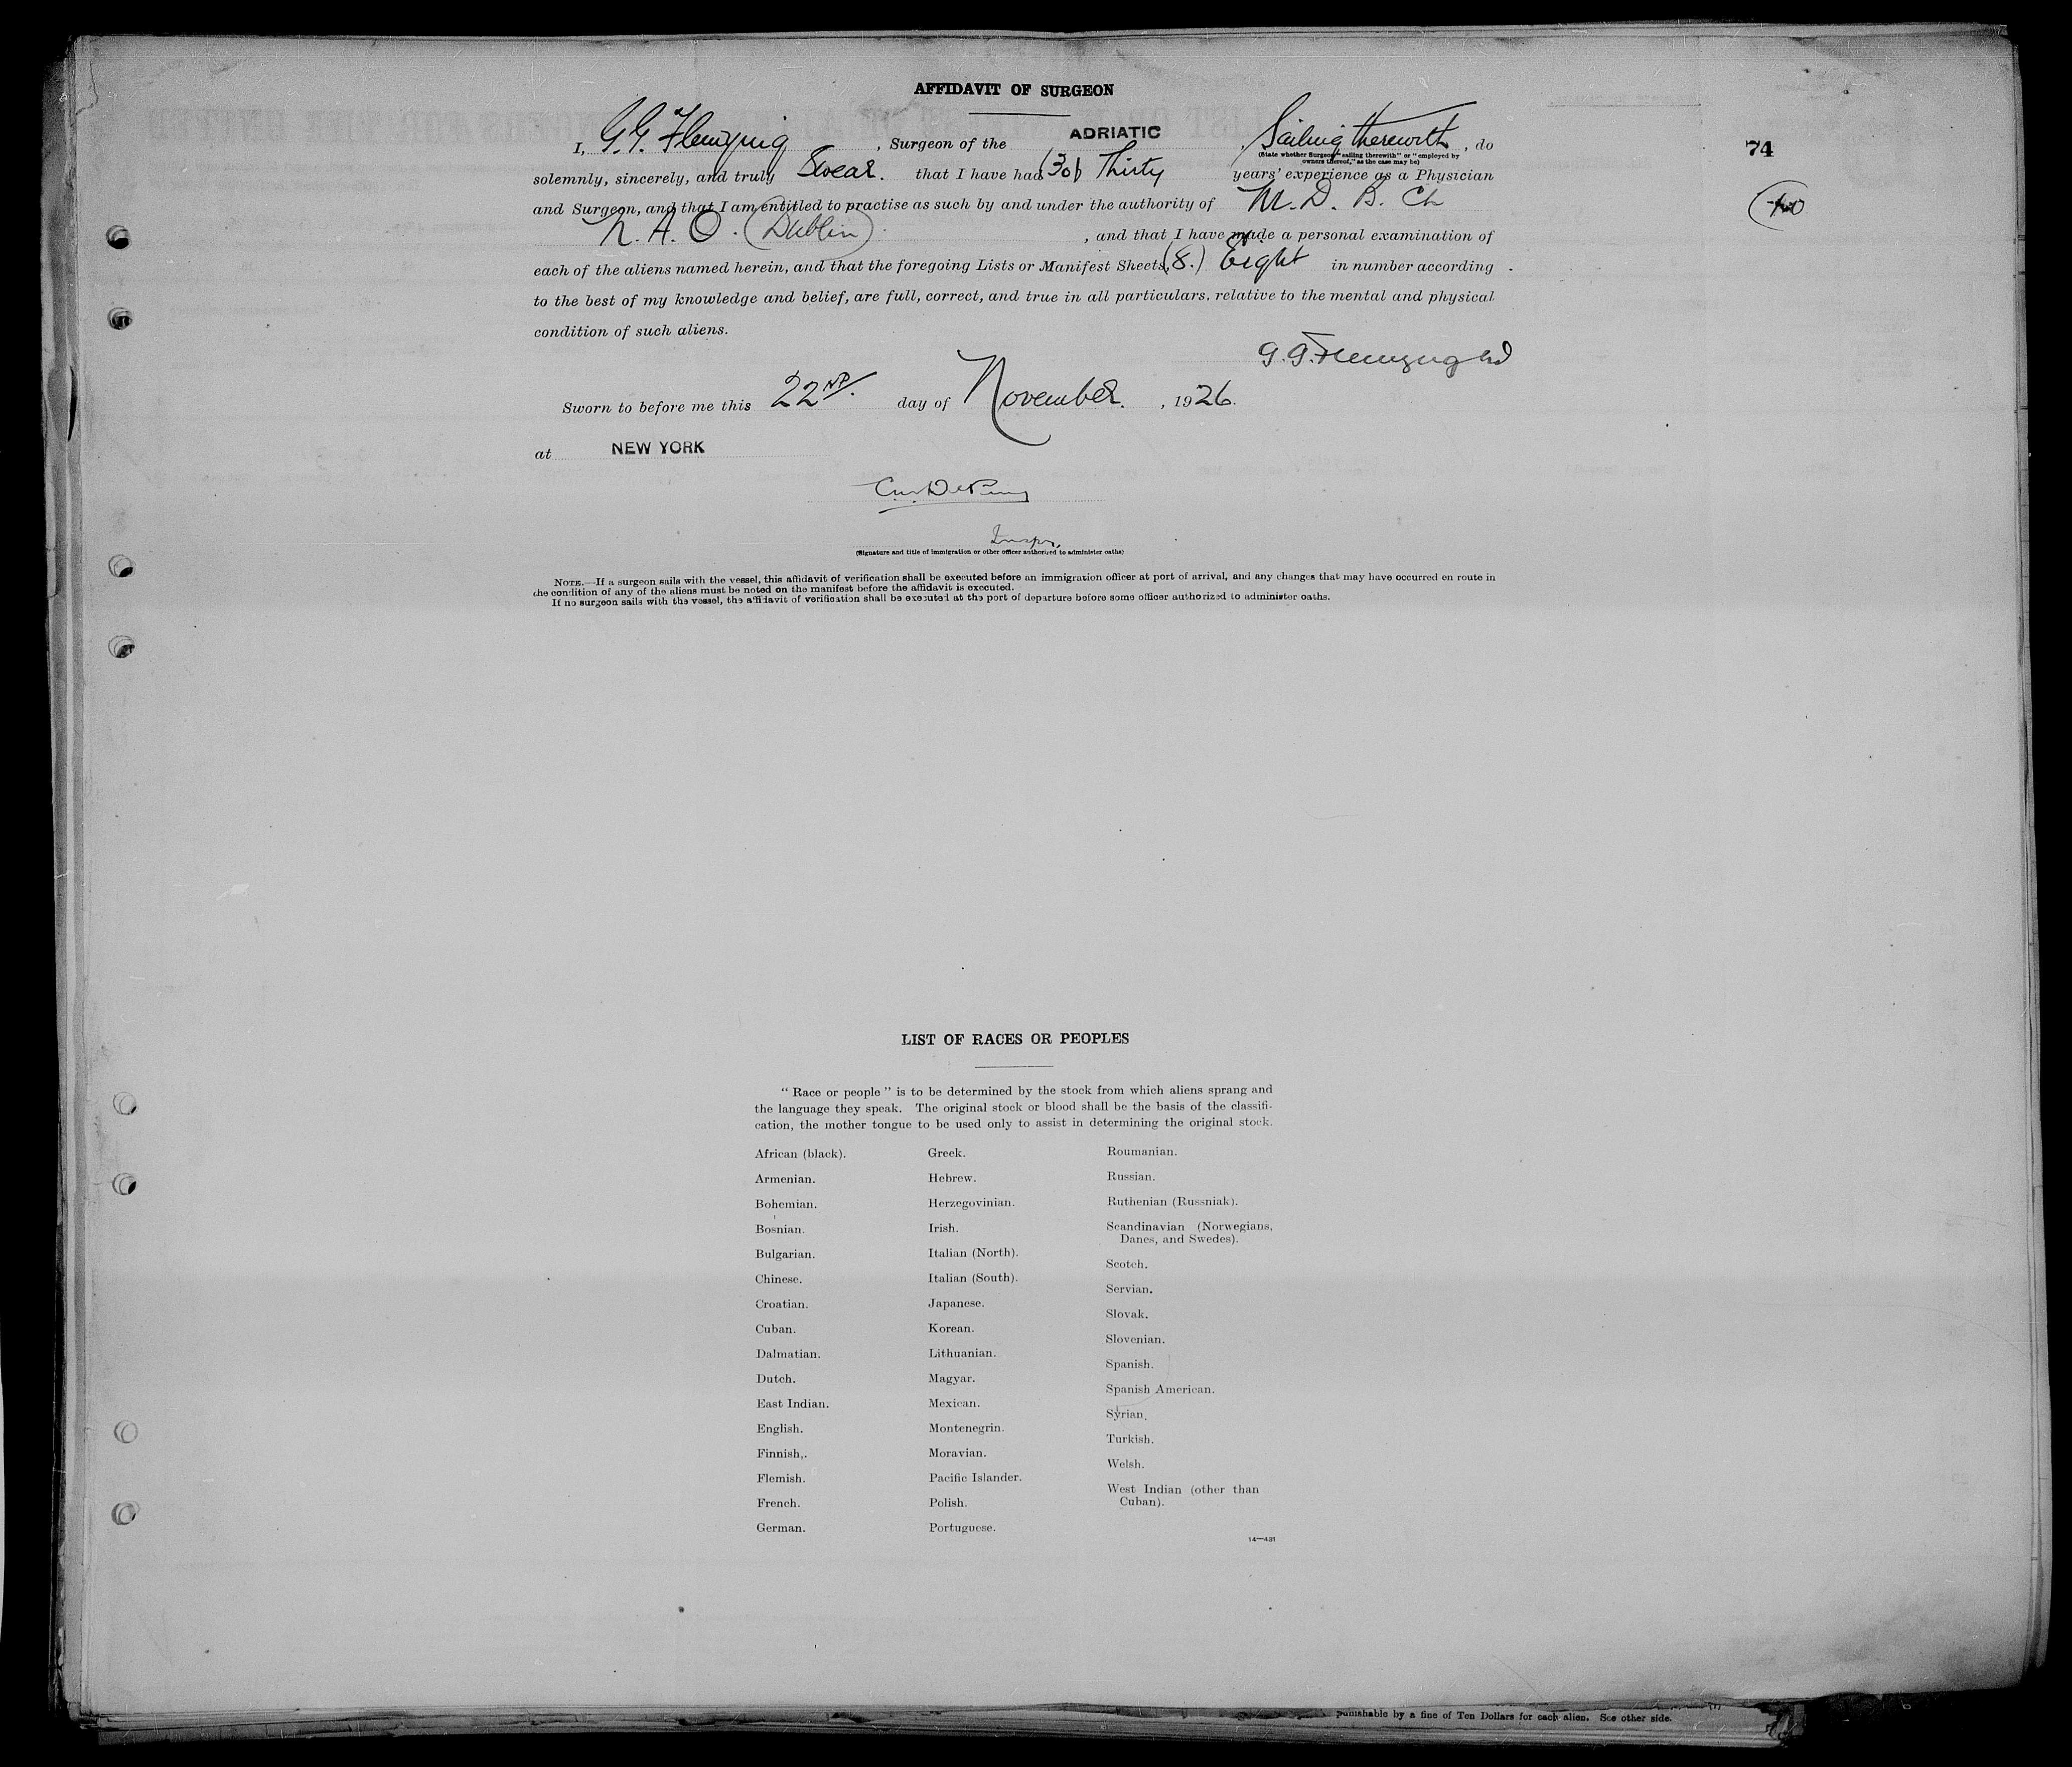 AFFIDAVIT OF SURGEON
74
I, G. G. Flemyng, Surgeon of the ADRIATIC, Sailing therewith, do
(State whether Surgeon "sailing therewith" or "employed by
owners thereof," as the case may be)
solemnly, sincerely, and truly Swear. that I have had (30) Thirty years' experience as a Physician
and Surgeon, and that I am entitled to practise as such by and under the authority of M.D. B. Ch
A. O. (Dublin). , and that I have made a personal examination of
each of the aliens named herein, and that the foregoing Lists or Manifest Sheets, (8.) Eight in number according
to the best of my knowledge and belief, are full, correct, and true in all particulars, relative to the mental and physical
condition of such aliens.
G. G. Flemyng
Sworn to before me this 22ND. day of November. , 1926.
at NEW YORK
Inspr.
(Signature and title of immigration or other officer authorized to administer oaths)
NOTE.—If a surgeon sails with the vessel, this affidavit of verification shall be executed before an immigration officer at port of arrival, and any changes that may have occurred en route in
the condition of any of the aliens must be noted on the manifest before the affidavit is executed.
If no surgeon sails with the vessel, the affidavit of verification shall be executed at the port of departure before some officer authorized to administer oaths.
LIST OF RACES OR PEOPLES
"Race or people" is to be determined by the stock from which aliens sprang and
the language they speak. The original stock or blood shall be the basis of the classifi-
cation, the mother tongue to be used only to assist in determining the original stock.
African (black).
Armenian.
Bohemian.
Bosnian.
Bulgarian.
Chinese.
Croatian.
Cuban.
Dalmatian.
Dutch.
East Indian.
English.
Finnish,.
Flemish.
French.
German.
Greek.
Hebrew.
Herzegovinian.
Irish.
Italian (North).
Italian (South).
Japanese.
Korean.
Lithuanian.
Magyar.
Mexican.
Montenegrin.
Moravian.
Pacific Islander.
Polish.
Portuguese.
Roumanian.
Russian.
Ruthenian (Russniak).
Scandinavian (Norwegians,
Danes, and Swedes).
Scotch.
Servian.
Slovak.
Slovenian.
Spanish.
Spanish American.
Syrian.
Turkish.
Welsh.
West Indian (other than
Cuban).
14—431
punishable by a fine of Ten Dollars for each alien. See other side.